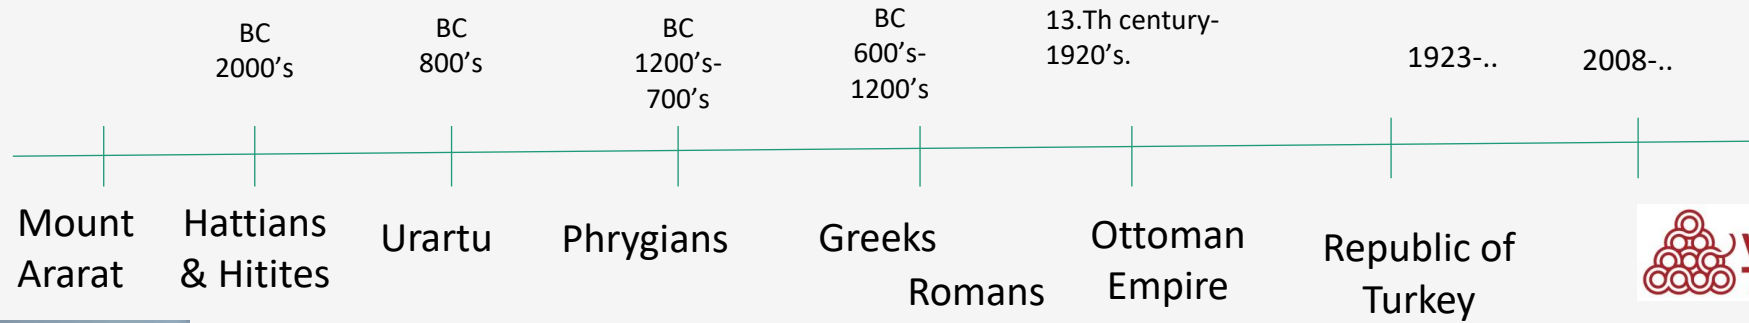 BC
2000's
BC
800's
BC
1200's-
700's
BC
600's-
1200's
13.Th century-
1920's.
1923-..
2008-..
Mount
Ararat
Hattians
& Hitites
Urartu
Phrygians
Greeks
Romans
Ottoman
Empire
Republic of
Turkey